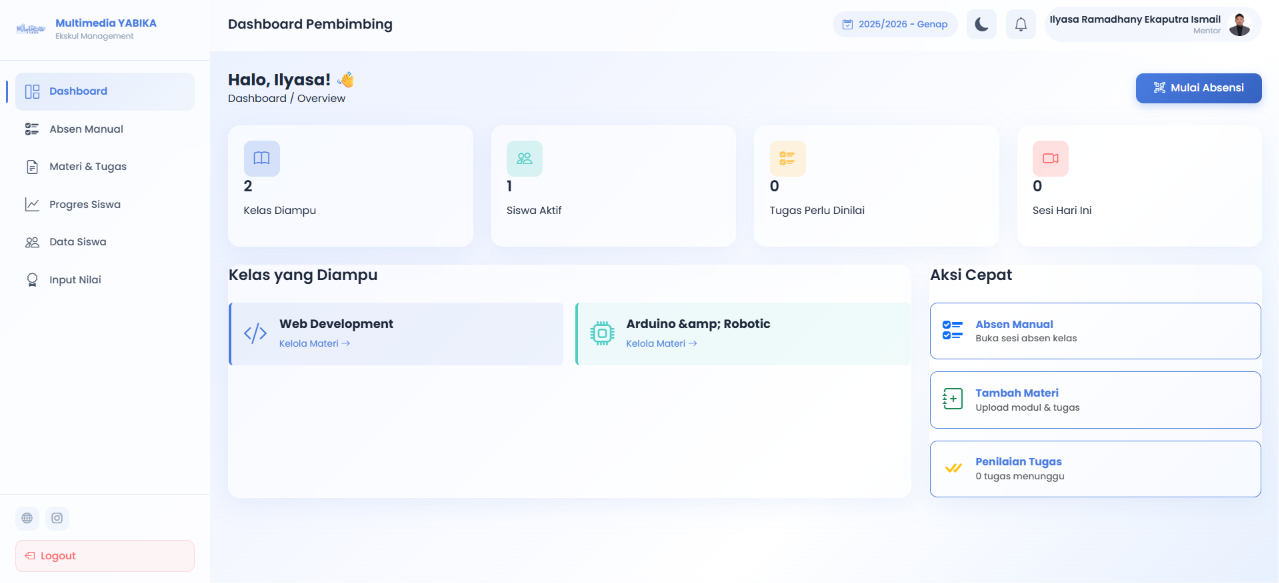 Multimedia YABIKA
Ekskul Management
Dashboard
Absen Manual
Materi & Tugas
Progres Siswa
Data Siswa
Input Nilai
Logout
Dashboard Pembimbing
2025/2026 - Genap
Ilyasa Ramadhany Ekaputra Ismail
Mentor
Halo, Ilyasa! 👋
Dashboard / Overview
Mulai Absensi
2
Kelas Diampu
1
Siswa Aktif
0
Tugas Perlu Dinilai
0
Sesi Hari Ini
Kelas yang Diampu
Web Development
Kelola Materi →
Arduino &amp; Robotic
Kelola Materi →
Aksi Cepat
Absen Manual
Buka sesi absen kelas
Tambah Materi
Upload modul & tugas
Penilaian Tugas
0 tugas menunggu